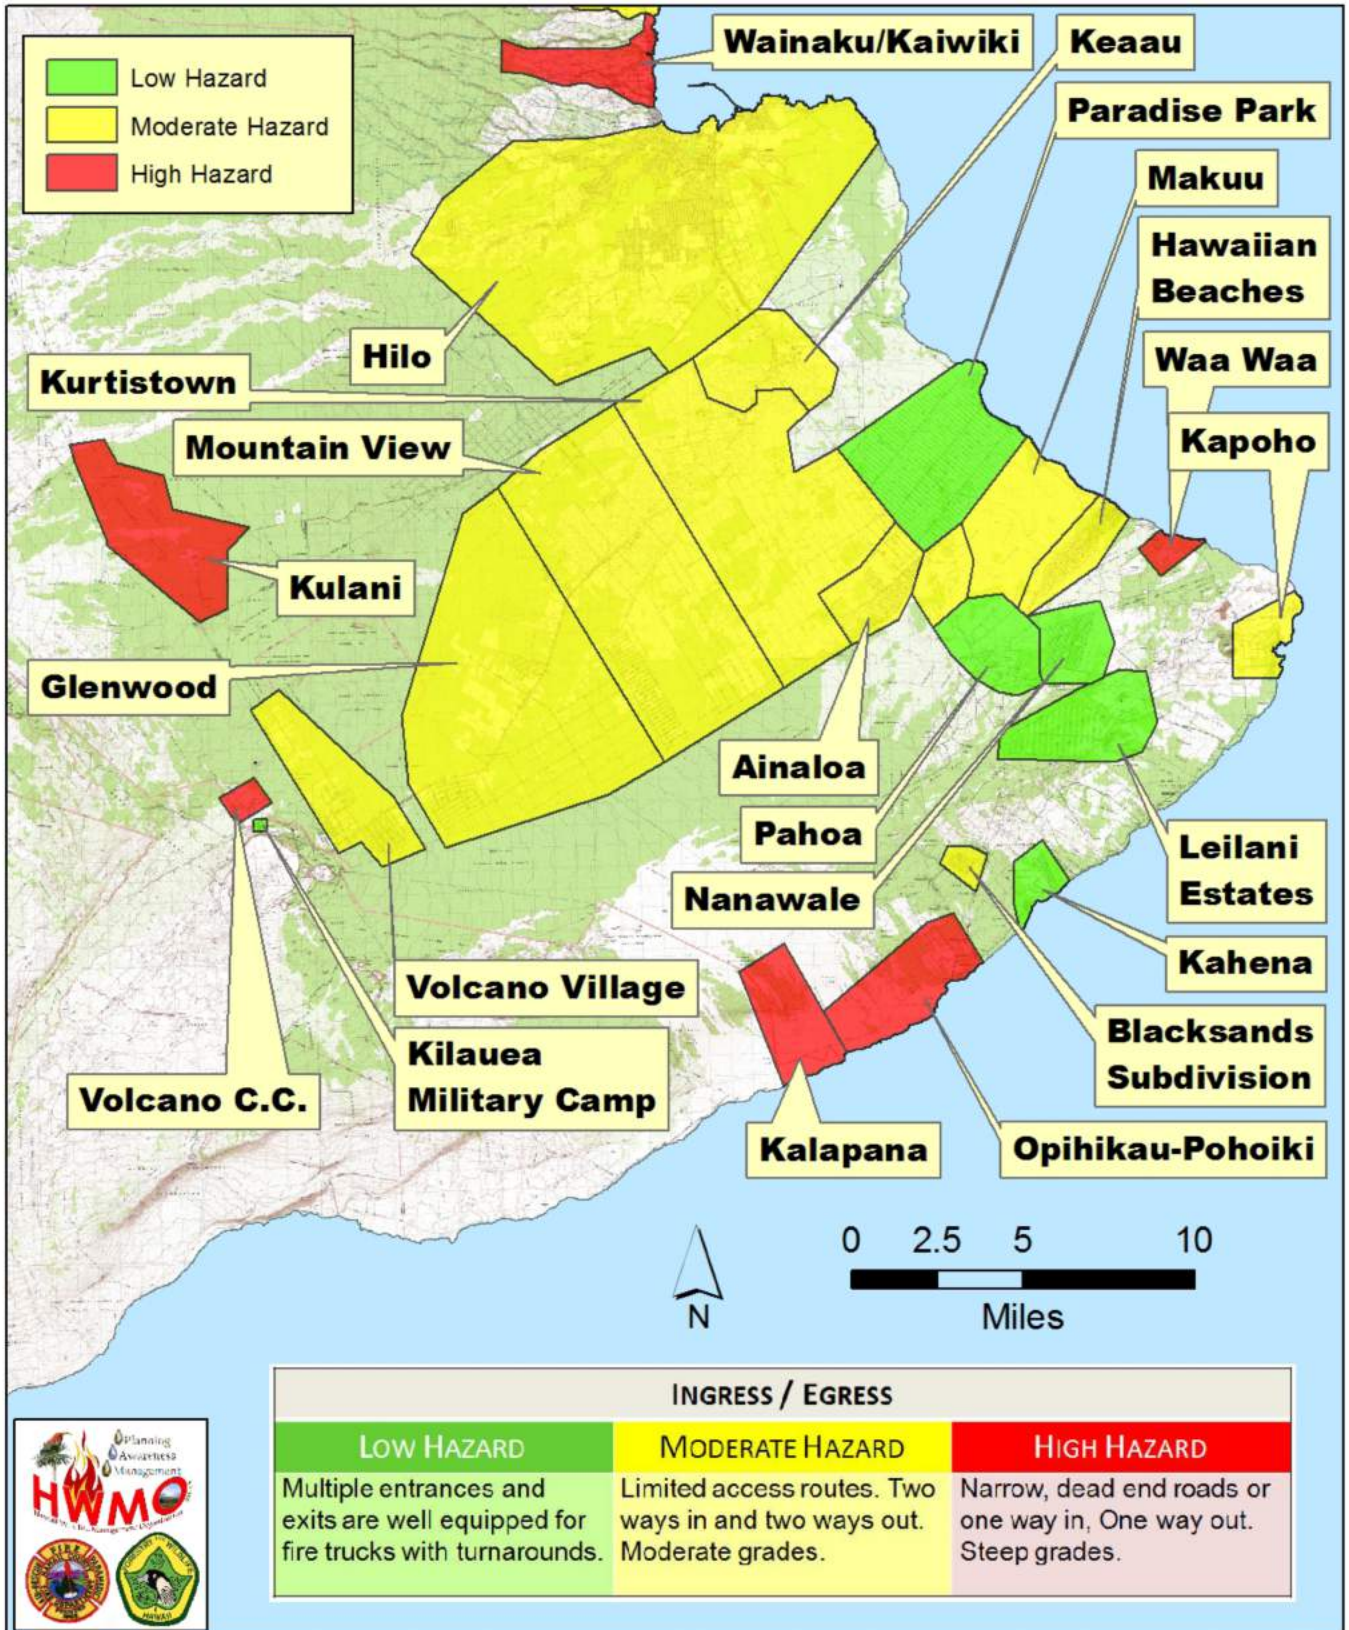 Low Hazard
Moderate Hazard
High Hazard
Wainaku/Kaiwiki
Keaau
Paradise Park
Makuu
Hawaiian
Beaches
Waa Waa
Kapoho
Hilo
Kurtistown
Mountain View
Kulani
Glenwood
Ainaloa
Pahoa
Nanawale
Leilani
Estates
Kahena
Blacksands
Subdivision
Volcano Village
Kilauea
Military Camp
Volcano C.C.
Kalapana
Opihikau-Pohoiki
0 2.5 5 10
Miles
N
INGRESS / EGRESS
LOW HAZARD
Multiple entrances and
exits are well equipped for
fire trucks with turnarounds.
MODERATE HAZARD
Limited access routes. Two
ways in and two ways out.
Moderate grades.
HIGH HAZARD
Narrow, dead end roads or
one way in, One way out.
Steep grades.
Planning
Awareness
Management
HWMO
HAWAII